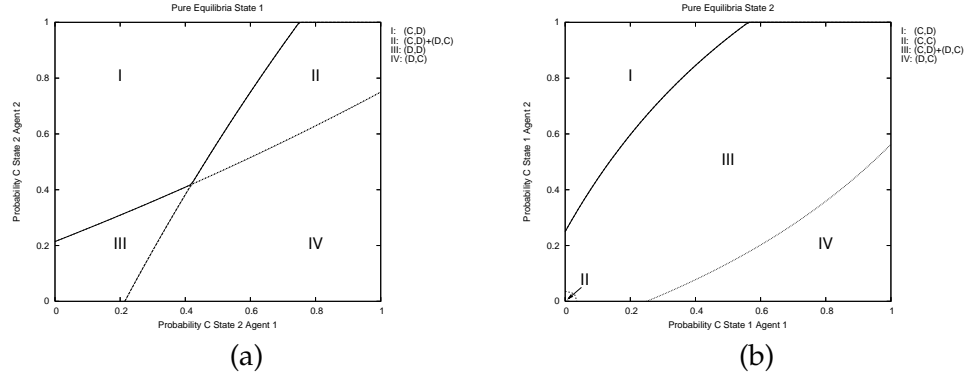 Pure Equilibria State 1
I: (C,D)
II: (C,D)+(D,C)
III: (D,D)
IV: (D,C)
1
0.8
0.6
0.4
0.2
0
Probability C State 2 Agent 2
I
II
III
IV
0
0.2
0.4
0.6
0.8
1
Probability C State 2 Agent 1
(a)
Pure Equilibria State 2
I: (C,D)
II: (C,C)
III: (C,D)+(D,C)
IV: (D,C)
1
0.8
0.6
0.4
0.2
0
Probability C State 1 Agent 2
I
III
II
IV
0
0.2
0.4
0.6
0.8
1
Probability C State 1 Agent 1
(b)